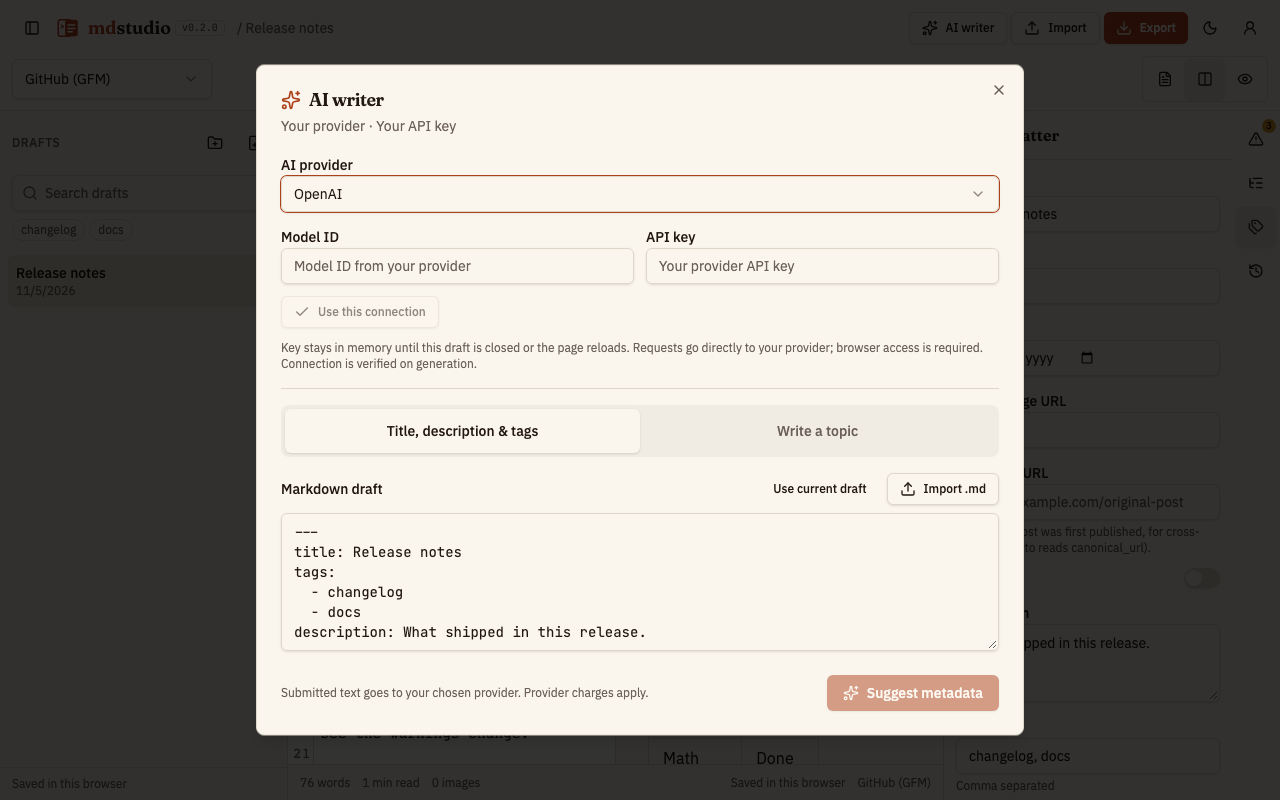 mdstudio v0.2.0 / Release notes
AI writer
Import
Export
GitHub (GFM)
DRAFTS
Search drafts
changelog docs
Release notes
11/5/2026
Saved in this browser
AI writer
Your provider · Your API key
AI provider
OpenAI
Model ID
Model ID from your provider
API key
Your provider API key
Use this connection
Key stays in memory until this draft is closed or the page reloads. Requests go directly to your provider; browser access is required.
Connection is verified on generation.
Title, description & tags
Write a topic
Markdown draft
Use current draft
Import .md
---
title: Release notes
tags:
  - changelog
  - docs
description: What shipped in this release.
Submitted text goes to your chosen provider. Provider charges apply.
Suggest metadata
21
Math Done
76 words 1 min read 0 images
Saved in this browser GitHub (GFM)
3
atter
notes
yyyy
ge URL
URL
xample.com/original-post
ost was first published, for cross-
to reads canonical_url).
n
pped in this release.
changelog, docs
Comma separated